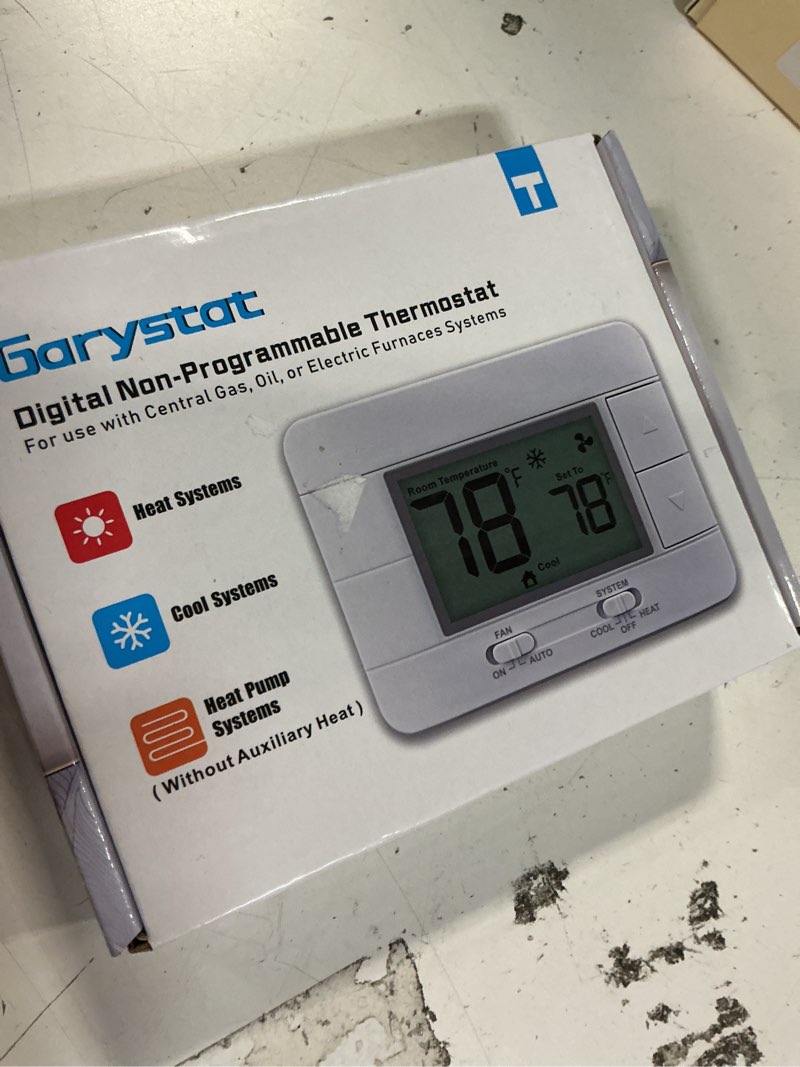 T
Garystat
Digital Non-Programmable Thermostat
For use with Central Gas, Oil, or Electric Furnaces Systems
Heat Systems
Cool Systems
Heat Pump
Systems
( Without Auxiliary Heat )
Room Temperature
78°F
Set To
78°F
Cool
FAN
ON
AUTO
SYSTEM
COOL
OFF
HEAT